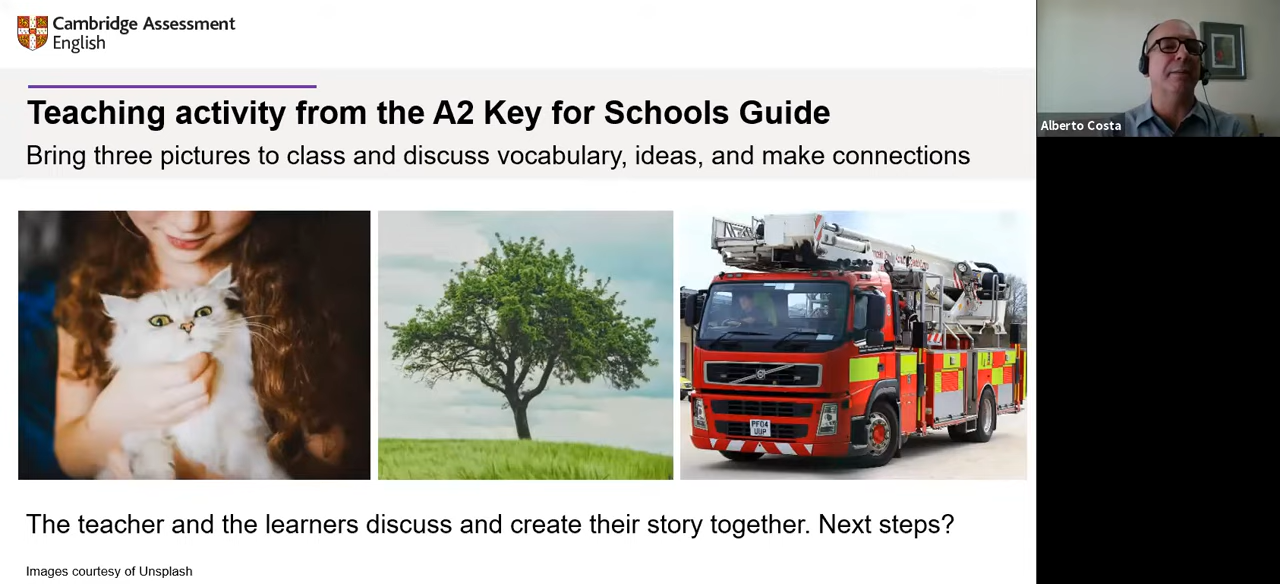 Cambridge Assessment
English
Teaching activity from the A2 Key for Schools Guide
Bring three pictures to class and discuss vocabulary, ideas, and make connections
Alberto Costa
PF04
UUP
The teacher and the learners discuss and create their story together. Next steps?
Images courtesy of Unsplash